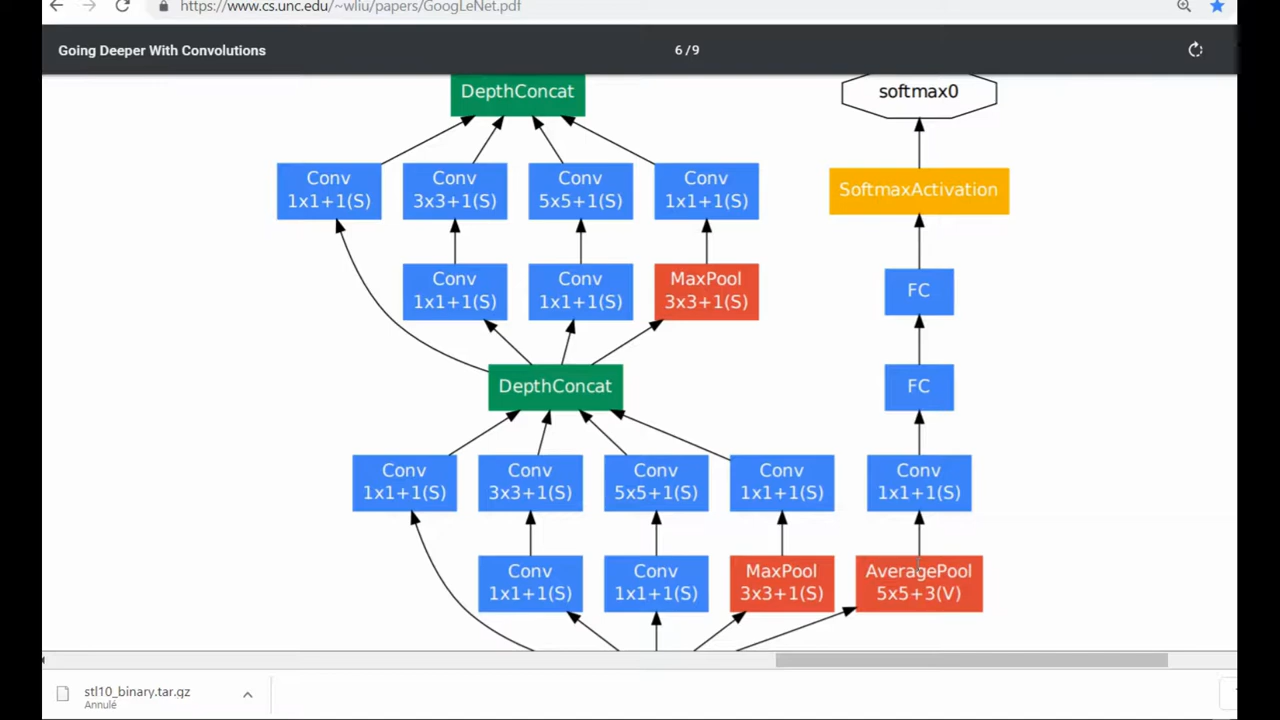 https://www.cs.unc.edu/~wliu/papers/GoogLeNet.pdf
Going Deeper With Convolutions
6 / 9
DepthConcat
softmax0
Conv
1x1+1(S)
Conv
3x3+1(S)
Conv
5x5+1(S)
Conv
1x1+1(S)
SoftmaxActivation
Conv
1x1+1(S)
Conv
1x1+1(S)
MaxPool
3x3+1(S)
FC
DepthConcat
FC
Conv
1x1+1(S)
Conv
3x3+1(S)
Conv
5x5+1(S)
Conv
1x1+1(S)
Conv
1x1+1(S)
Conv
1x1+1(S)
Conv
1x1+1(S)
MaxPool
3x3+1(S)
AveragePool
5x5+3(V)
stl10_binary.tar.gz
Annulé